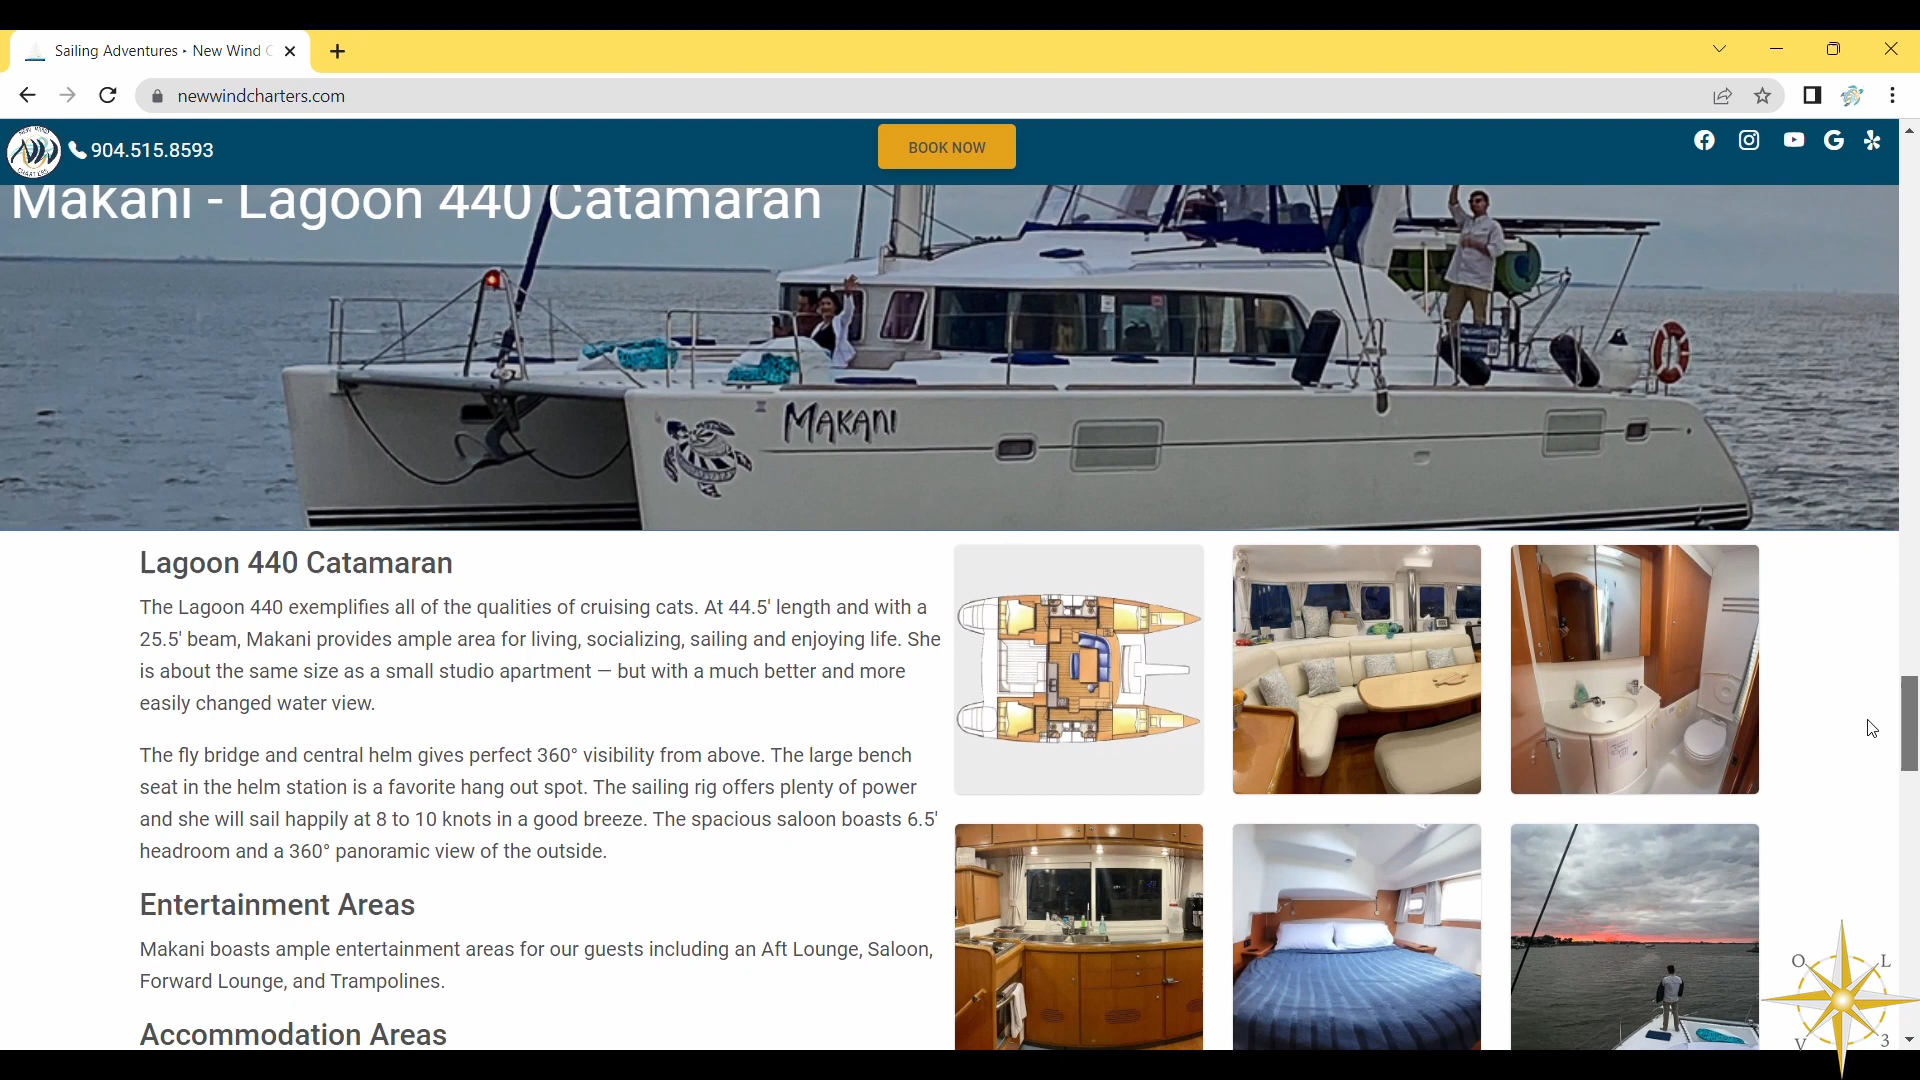 Sailing Adventures • New Wind C
newwindcharters.com
NEW WIND
CHARTERS
904.515.8593
BOOK NOW
Makani - Lagoon 440 Catamaran
MAKANI
Lagoon 440 Catamaran
The Lagoon 440 exemplifies all of the qualities of cruising cats. At 44.5' length and with a
25.5' beam, Makani provides ample area for living, socializing, sailing and enjoying life. She
is about the same size as a small studio apartment — but with a much better and more
easily changed water view.
The fly bridge and central helm gives perfect 360° visibility from above. The large bench
seat in the helm station is a favorite hang out spot. The sailing rig offers plenty of power
and she will sail happily at 8 to 10 knots in a good breeze. The spacious saloon boasts 6.5'
headroom and a 360° panoramic view of the outside.
Entertainment Areas
Makani boasts ample entertainment areas for our guests including an Aft Lounge, Saloon,
Forward Lounge, and Trampolines.
Accommodation Areas
O L
V 3